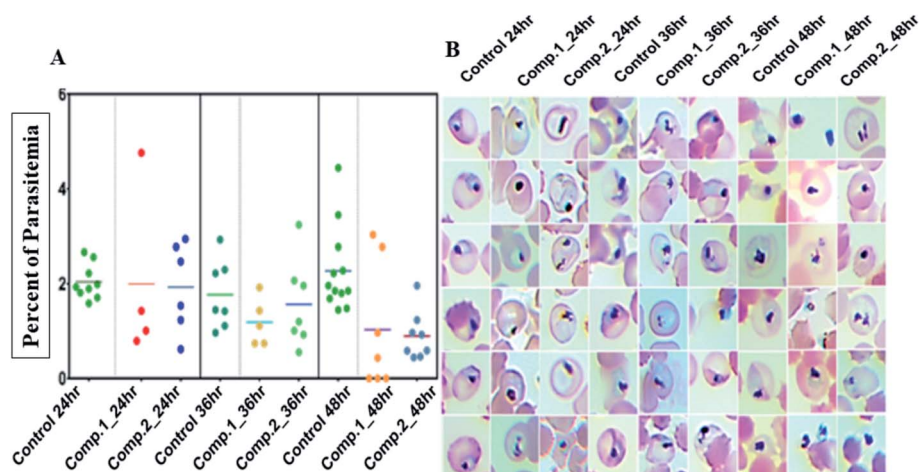 A
Percent of Parasitemia
6
4
2
0
Control 24hr
Comp.1_24hr
Comp.2_24hr
Control 36hr
Comp.1_36hr
Comp.2_36hr
Control 48hr
Comp.1_48hr
Comp.2_48hr
B
Control 24hr
Comp.1_24hr
Comp.2_24hr
Control 36hr
Comp.1_36hr
Comp.2_36hr
Control 48hr
Comp.1_48hr
Comp.2_48hr